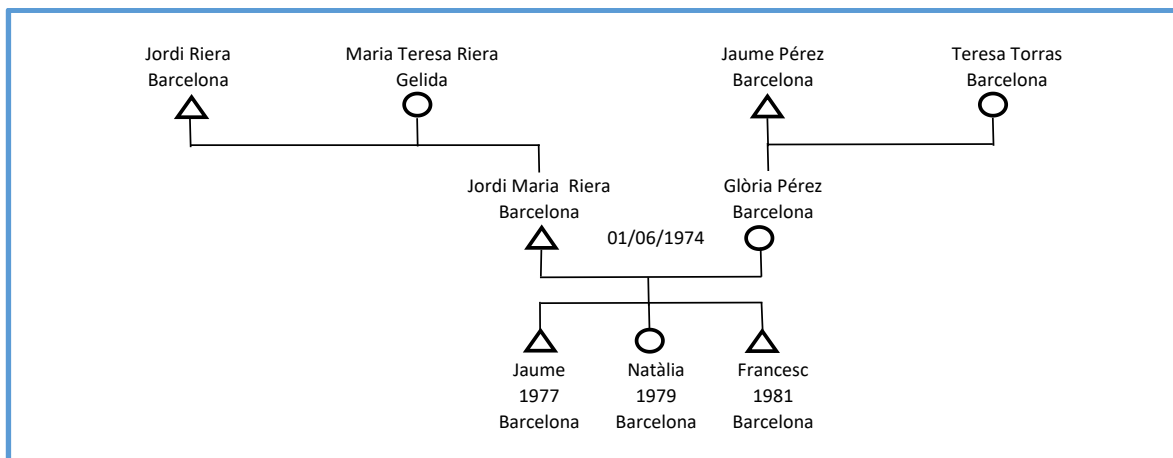 Jordi Riera
Barcelona
Maria Teresa Riera
Gelida
Jaume Pérez
Barcelona
Teresa Torras
Barcelona
Jordi Maria Riera
Barcelona
Glòria Pérez
Barcelona
01/06/1974
Jaume
1977
Barcelona
Natàlia
1979
Barcelona
Francesc
1981
Barcelona